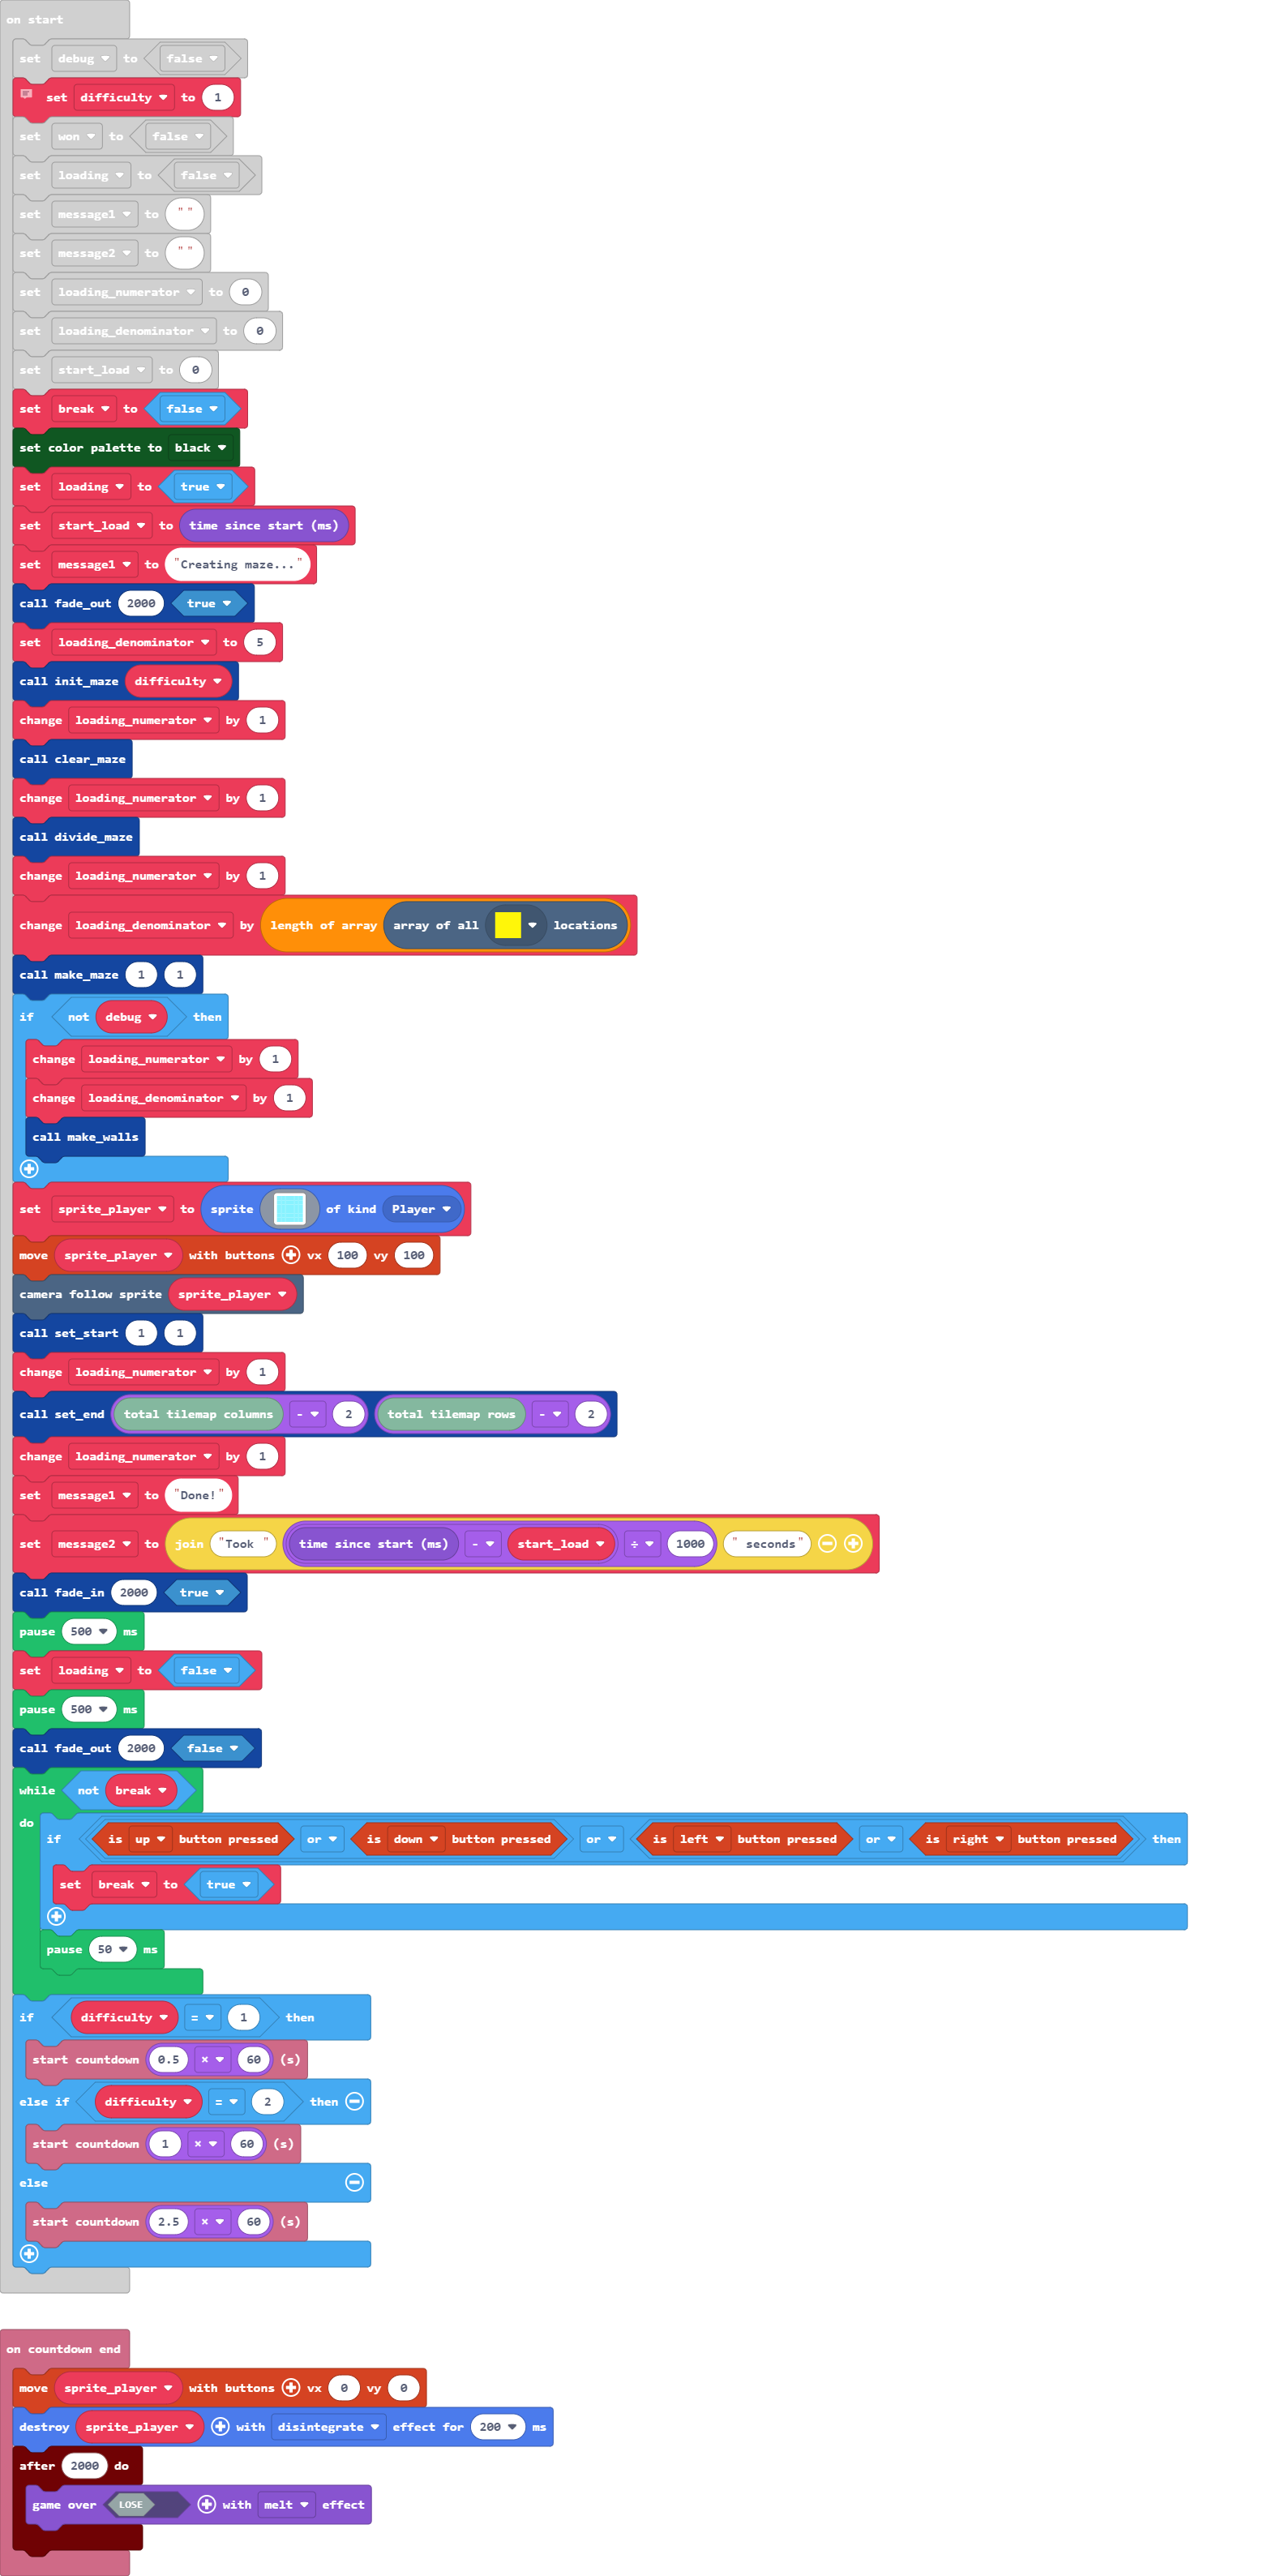 on start
set debug to false
set difficulty to 1
set won to false
set loading to false
set message1 to ""
set message2 to ""
set loading_numerator to 0
set loading_denominator to 0
set start_load to 0
set break to false
set color palette to black
set loading to true
set start_load to time since start (ms)
set message1 to "Creating maze..."
call fade_out 2000 true
set loading_denominator to 5
call init_maze difficulty
change loading_numerator by 1
call clear_maze
change loading_numerator by 1
call divide_maze
change loading_numerator by 1
change loading_denominator by length of array array of all locations
call make_maze 1 1
if not debug then
change loading_numerator by 1
change loading_denominator by 1
call make_walls
set sprite_player to sprite of kind Player
move sprite_player with buttons vx 100 vy 100
camera follow sprite sprite_player
call set_start 1 1
change loading_numerator by 1
call set_end total tilemap columns - 2 total tilemap rows - 2
change loading_numerator by 1
set message1 to "Done!"
set message2 to join "Took " time since start (ms) - start_load ÷ 1000 " seconds"
call fade_in 2000 true
pause 500 ms
set loading to false
pause 500 ms
call fade_out 2000 false
while not break
do
if is up button pressed or is down button pressed or is left button pressed or is right button pressed then
set break to true
pause 50 ms
if difficulty = 1 then
start countdown 0.5 × 60 (s)
else if difficulty = 2 then
start countdown 1 × 60 (s)
else
start countdown 2.5 × 60 (s)
on countdown end
move sprite_player with buttons vx 0 vy 0
destroy sprite_player with disintegrate effect for 200 ms
after 2000 do
game over LOSE with melt effect